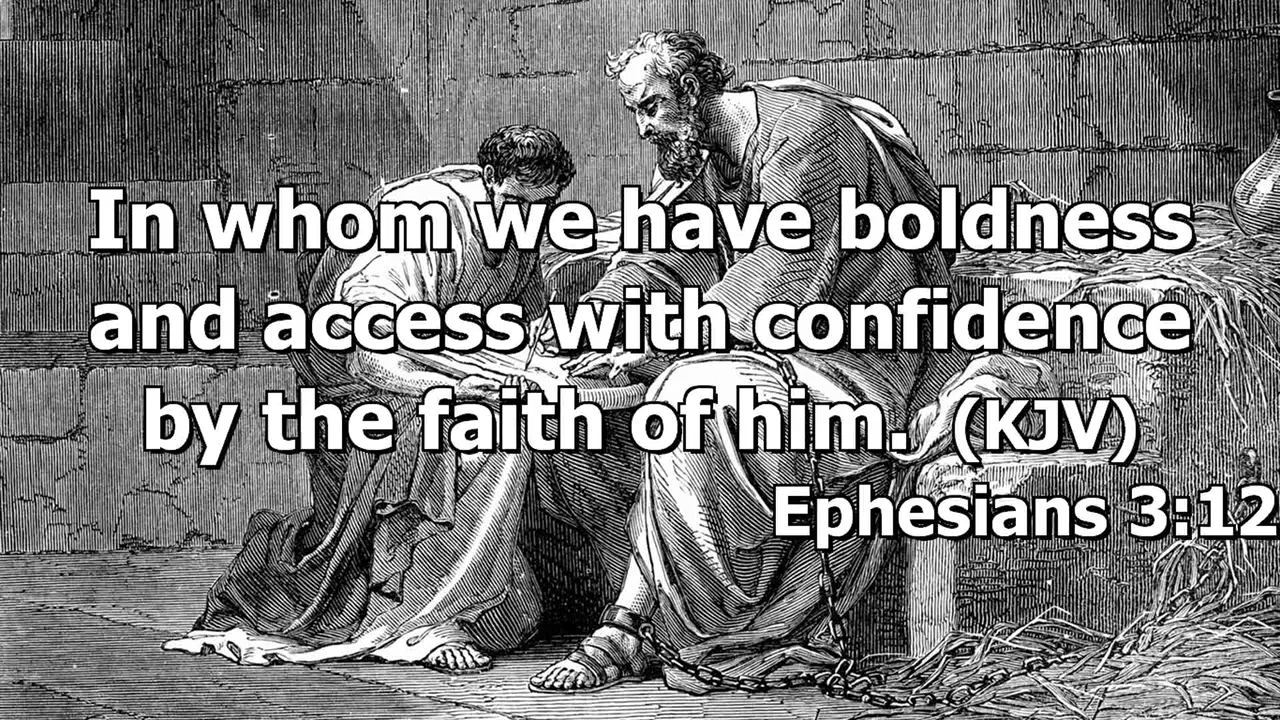 In whom we have boldness
and access with confidence
by the faith of him. (KJV)
Ephesians 3:12